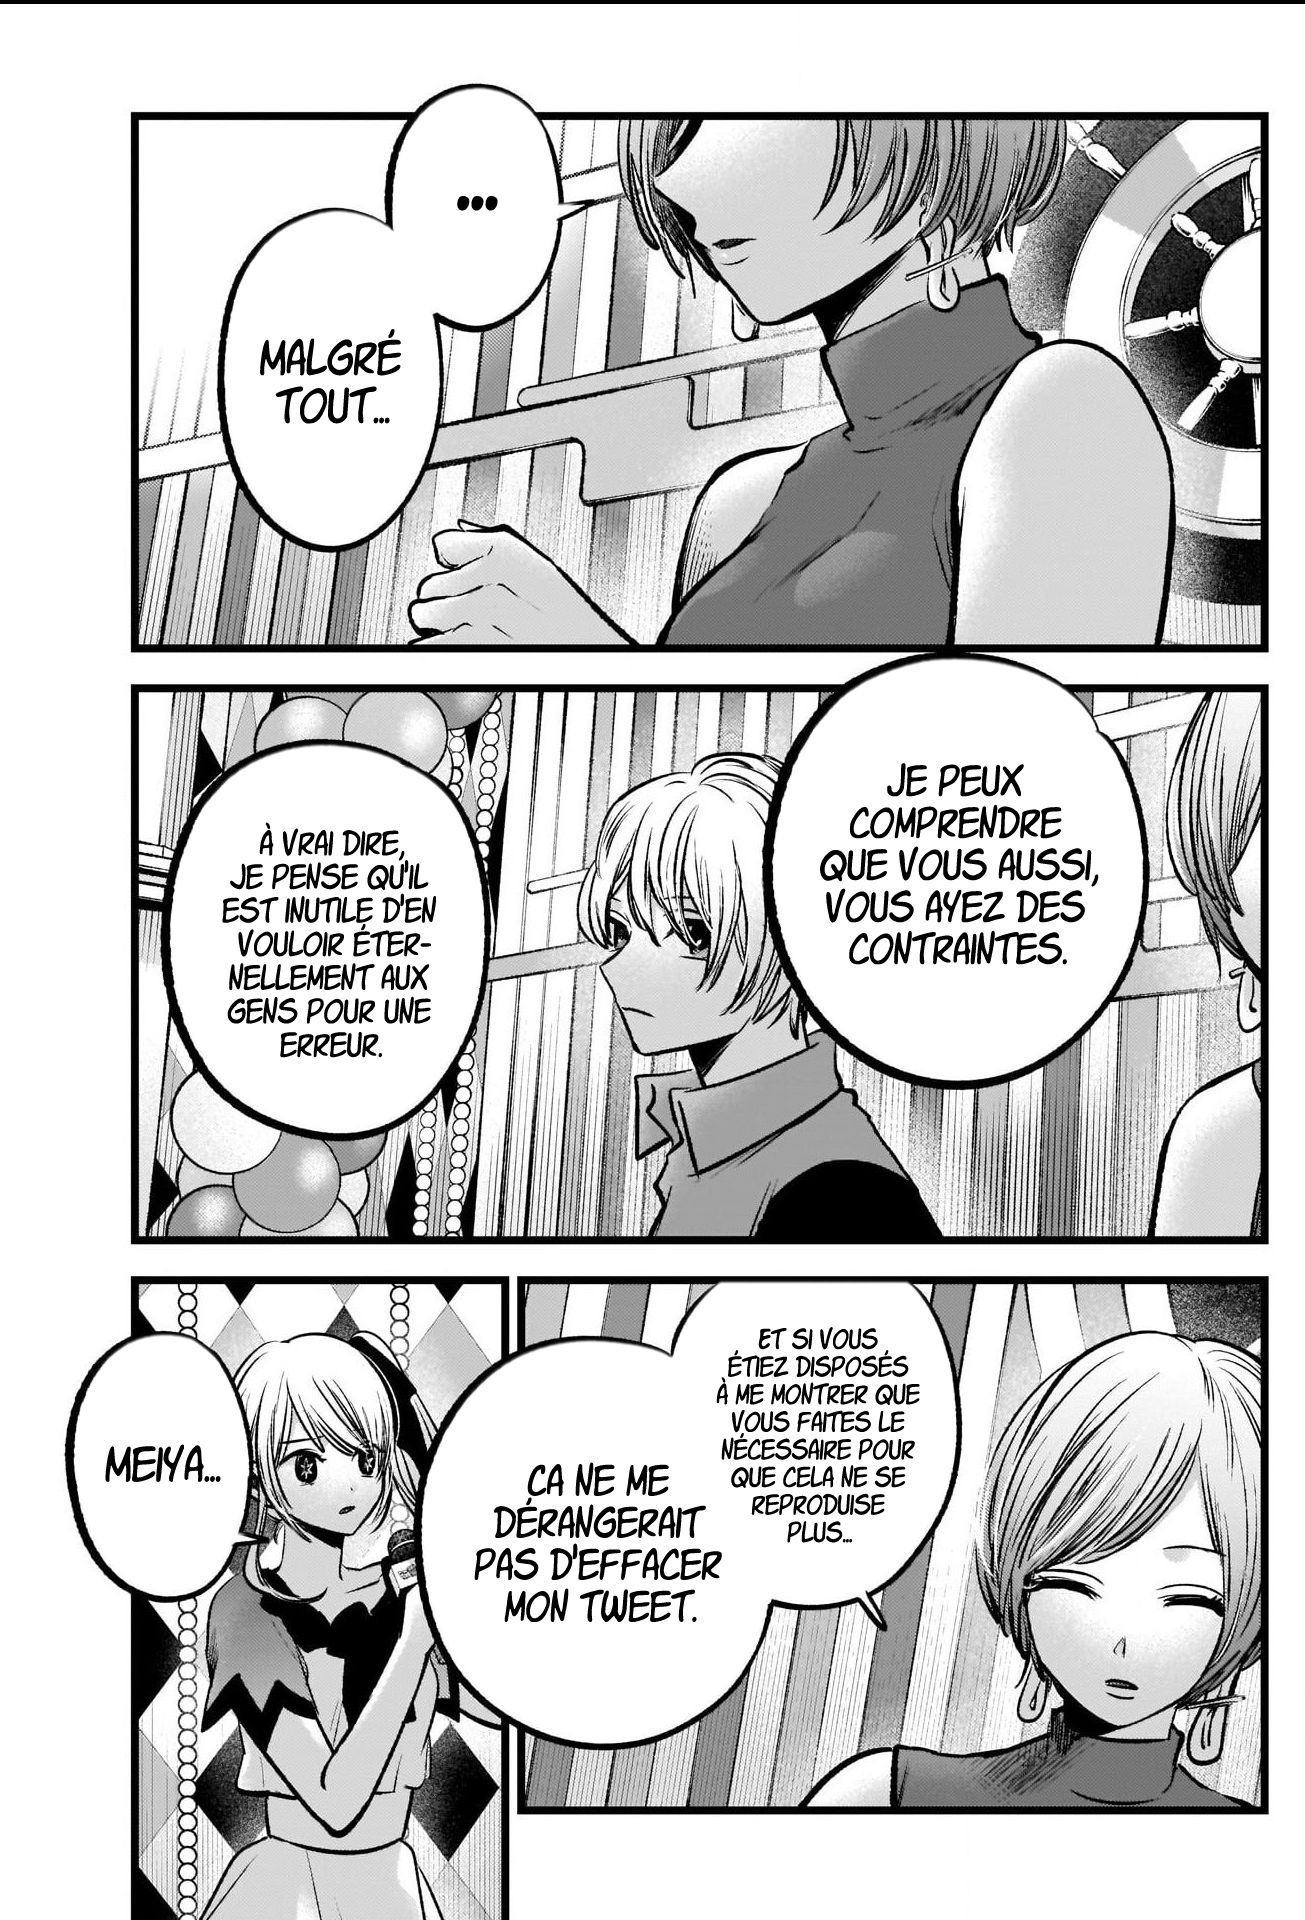 ...
MALGRÉ
TOUT...
JE PEUX
COMPRENDRE
QUE VOUS AUSSI,
VOUS AYEZ DES
CONTRAINTES.
À VRAI DIRE,
JE PENSE QU'IL
EST INUTILE D'EN
VOULOIR ÉTER-
NELLEMENT AUX
GENS POUR UNE
ERREUR.
ET SI VOUS
ÉTIEZ DISPOSÉS
À ME MONTRER QUE
VOUS FAITES LE
NÉCESSAIRE POUR
QUE CELA NE SE
REPRODUISE
PLUS...
CA NE ME
DÉRANGERAIT
PAS D'EFFACER
MON TWEET.
MEIYA...